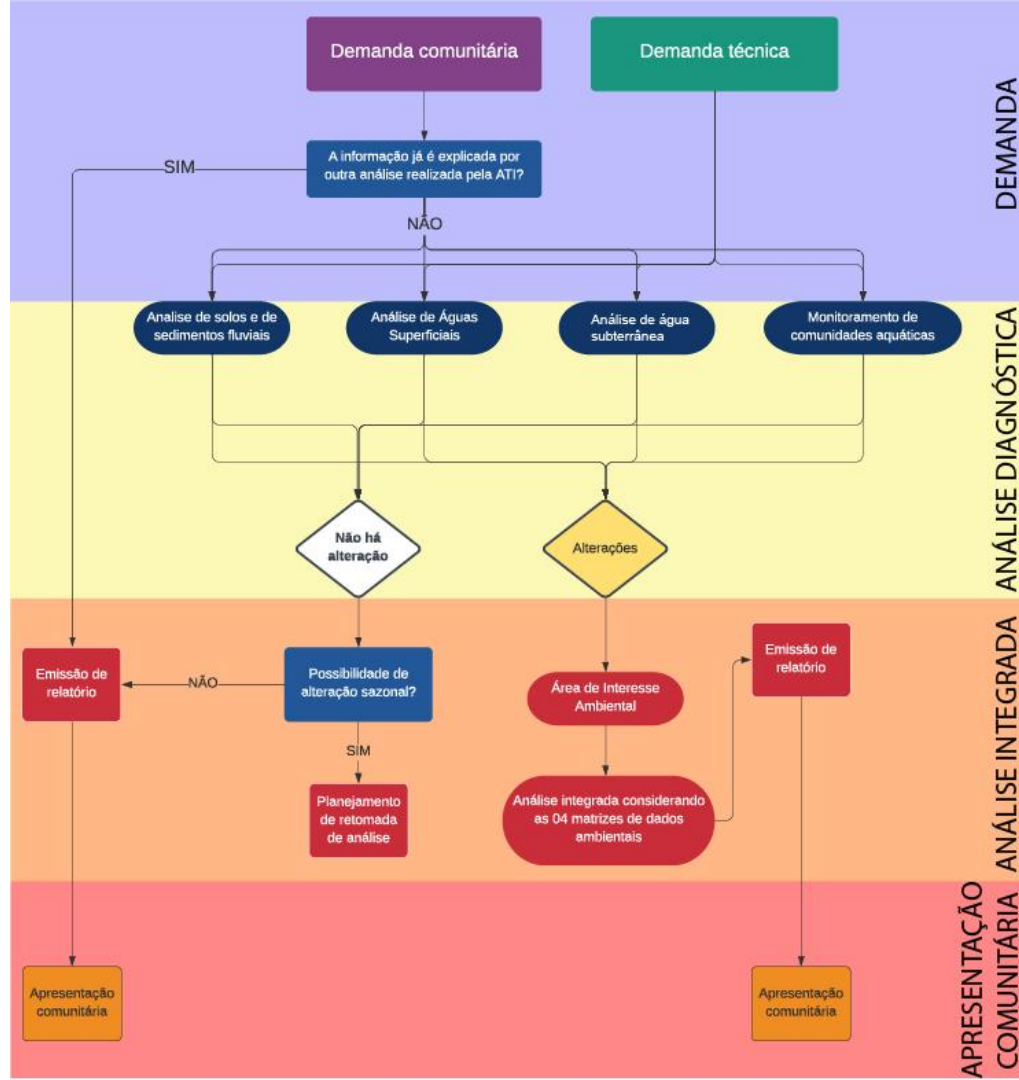 Demanda comunitária
Demanda técnica
DEMANDA
A informação já é explicada por
outra análise realizada pela ATI?
SIM
NÃO
Analise de solos e de
sedimentos fluviais
Análise de Águas
Superficiais
Análise de água
subterrânea
Monitoramento de
comunidades aquáticas
ANÁLISE DIAGNÓSTICA
Não há
alteração
Alterações
ANÁLISE INTEGRADA
Emissão de
relatório
NÃO
Possibilidade de
alteração sazonal?
Área de Interesse
Ambiental
Emissão de
relatório
SIM
Planejamento
de retomada
de análise
Análise integrada considerando
as 04 matrizes de dados
ambientais
APRESENTAÇÃO
COMUNITÁRIA
Apresentação
comunitária
Apresentação
comunitária